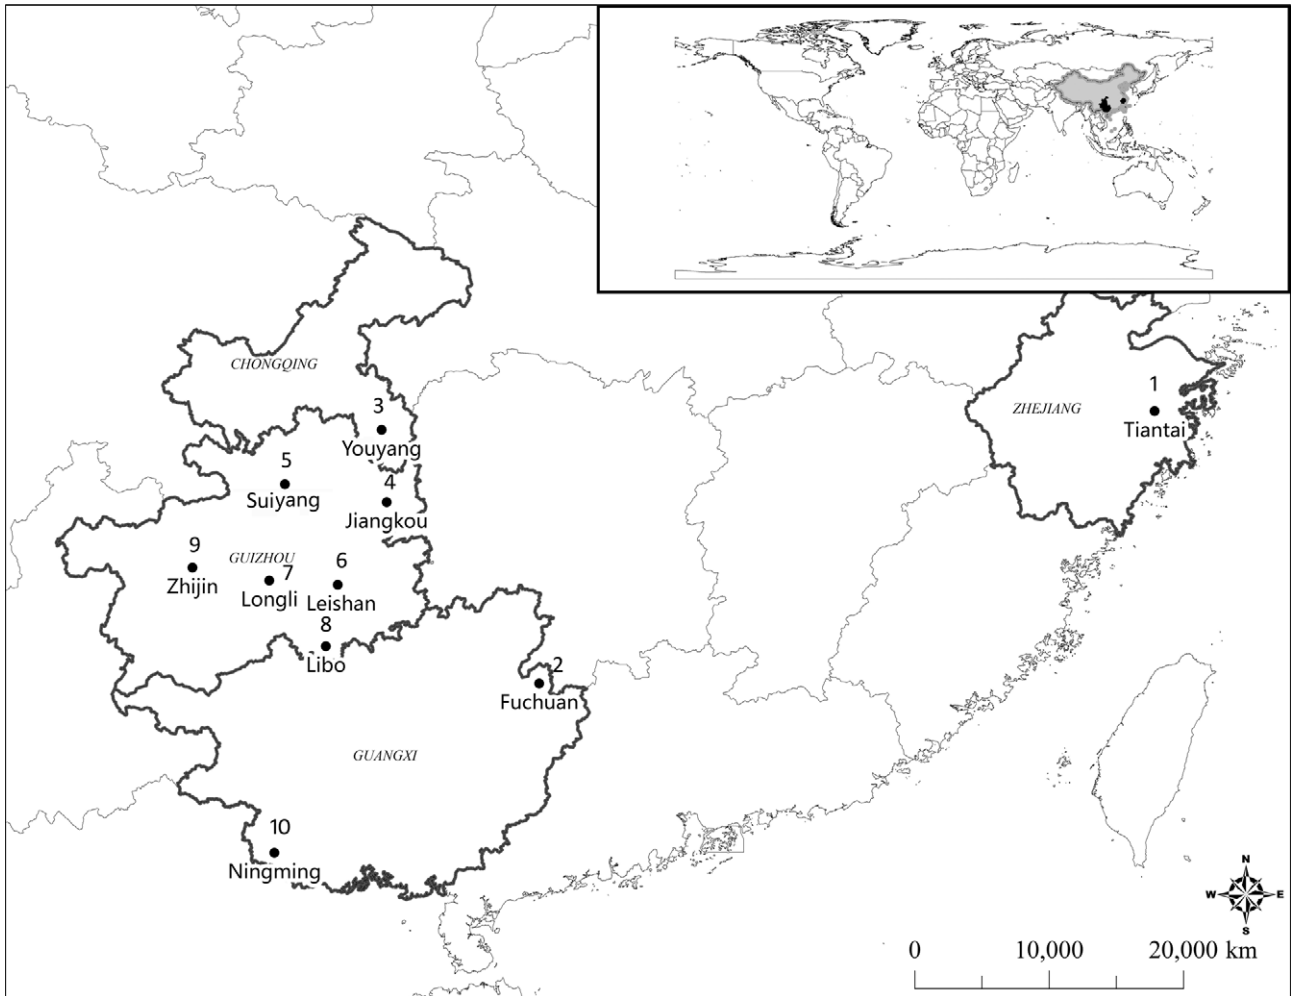 CHONGQING
3
Youyang
ZHEJIANG
1
Tiantai
5
Suiyang
4
Jiangkou
9
Zhijin
GUIZHOU
7
Longli
6
Leishan
8
Libo
2
Fuchuan
GUANGXI
10
Ningming
N
W E
S
0 10,000 20,000 km